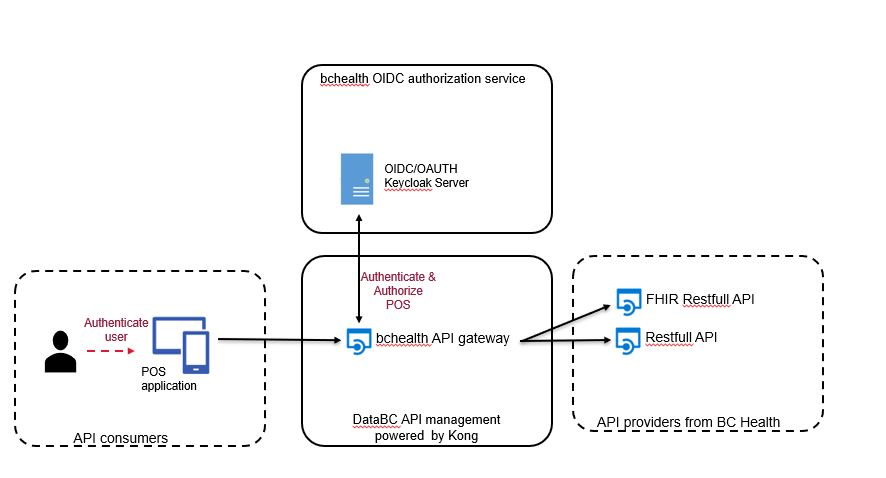 bchealth OIDC authorization service
OIDC/OAUTH
Keycloak Server
Authenticate &
Authorize
POS
bchealth API gateway
DataBC API management
powered by Kong
Authenticate
user
POS
application
API consumers
FHIR Restfull API
Restfull API
API providers from BC Health